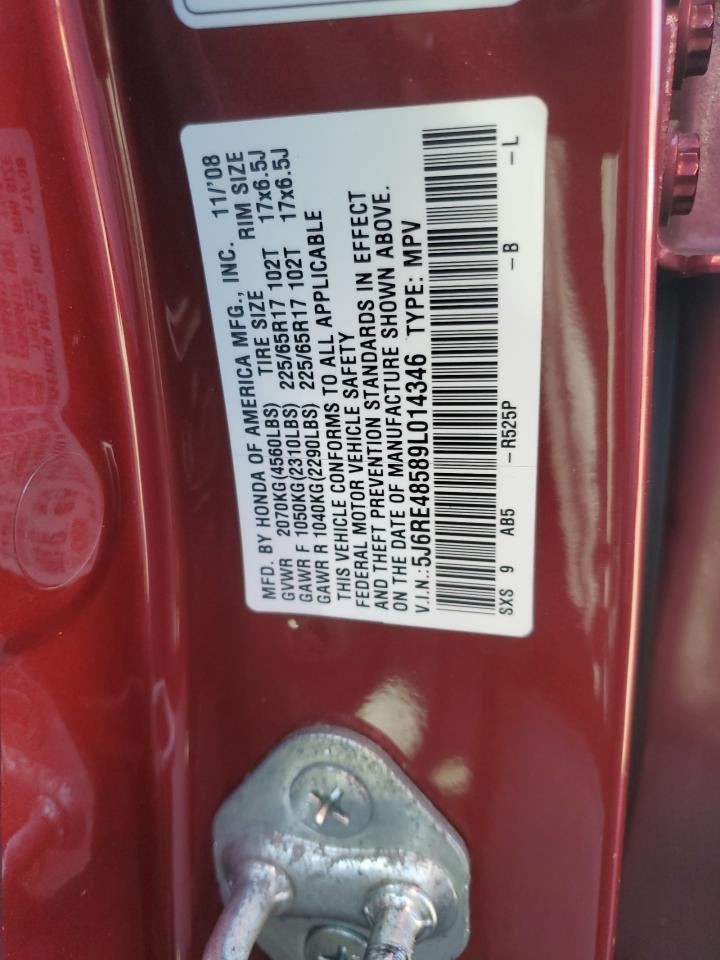 MFD. BY HONDA OF AMERICA MFG., INC. 11/'08
GVWR 2070KG(4560LBS) TIRE SIZE RIM SIZE
GAWR F 1050KG(2310LBS) 225/65R17 102T 17x6.5J
GAWR R 1040KG(2290LBS) 225/65R17 102T 17x6.5J
THIS VEHICLE CONFORMS TO ALL APPLICABLE
FEDERAL MOTOR VEHICLE SAFETY
AND THEFT PREVENTION STANDARDS IN EFFECT
ON THE DATE OF MANUFACTURE SHOWN ABOVE.
V.I.N.:5J6RE48589L014346 TYPE: MPV
SXS 9 AB5 –R525P –B –L